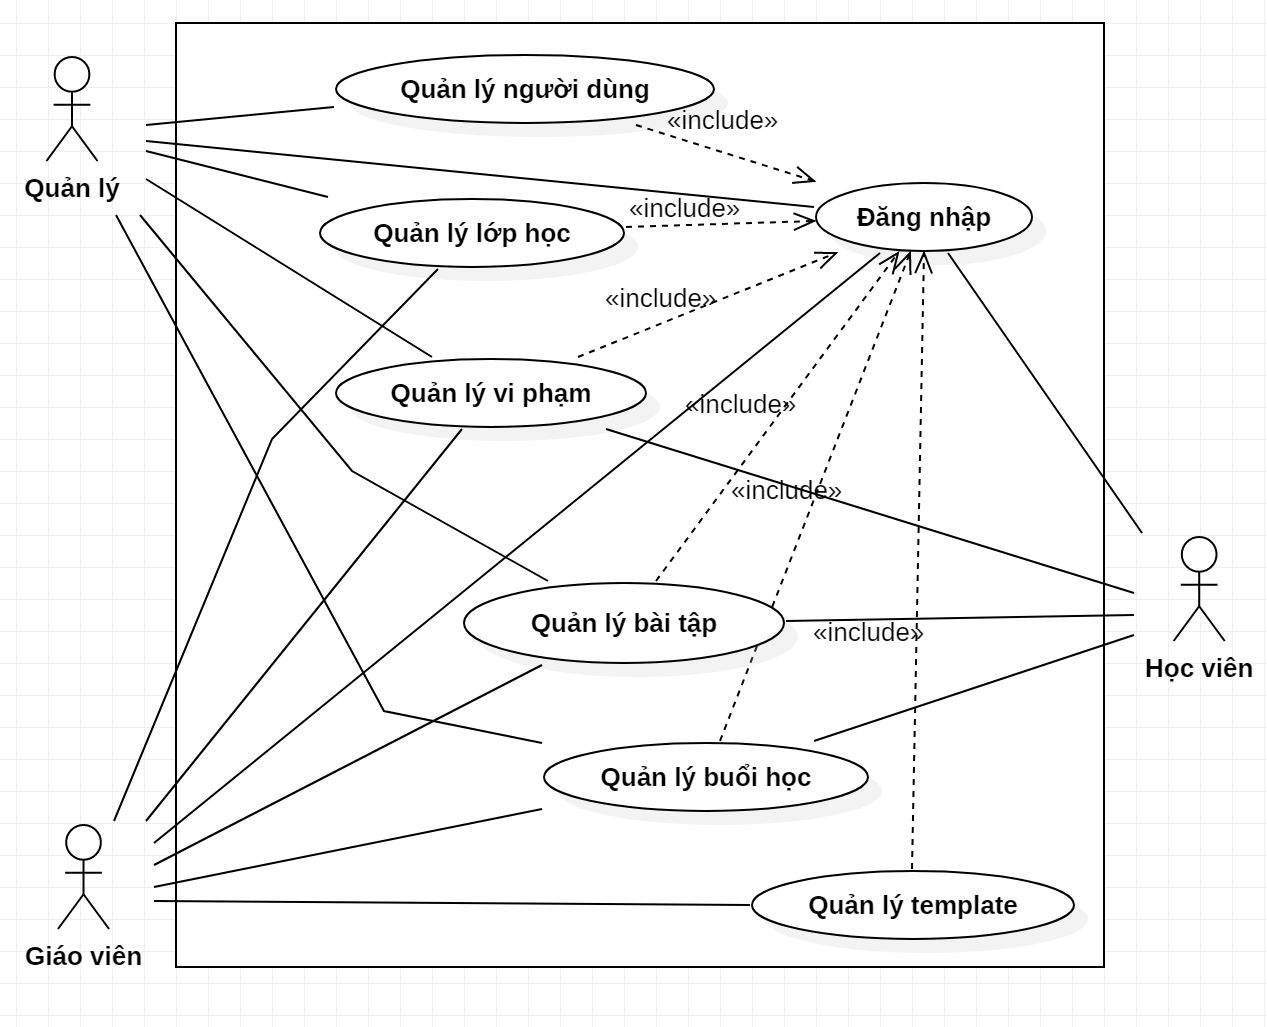 Quản lý người dùng
«include»
Quản lý
«include»
Đăng nhập
Quản lý lớp học
«include»
Quản lý vi phạm
«include»
«include»
Quản lý bài tập
«include»
Học viên
Quản lý buổi học
Quản lý template
Giáo viên